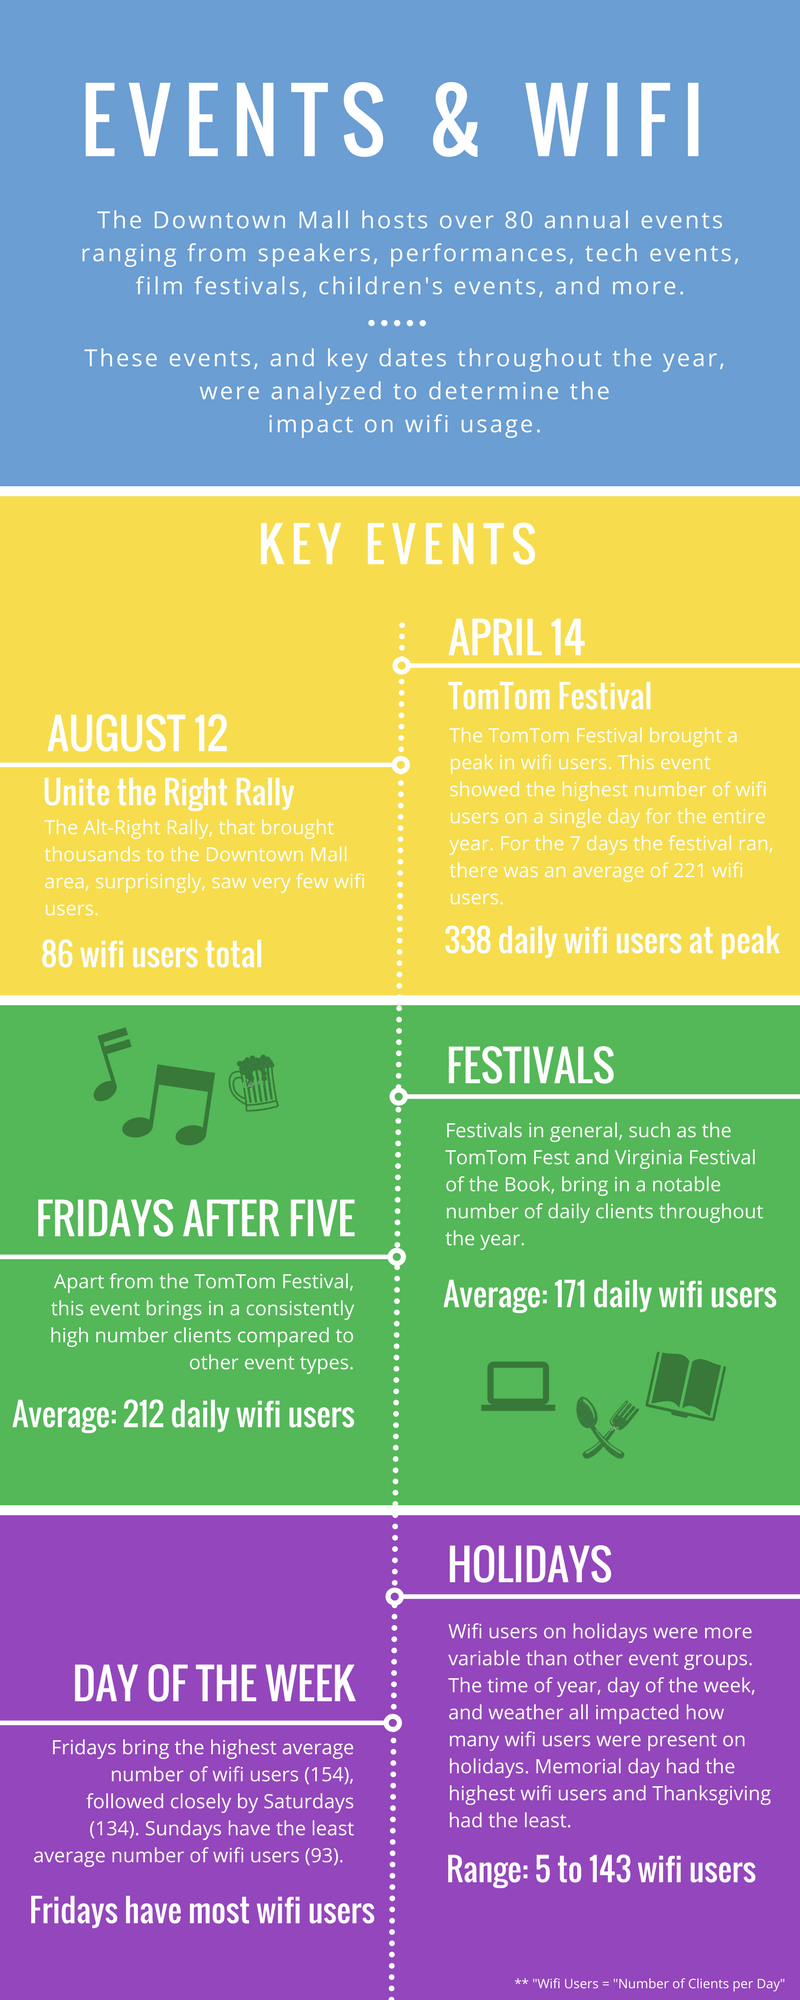 EVENTS & WIFI
The Downtown Mall hosts over 80 annual events
ranging from speakers, performances, tech events,
film festivals, children's events, and more.
These events, and key dates throughout the year,
were analyzed to determine the
impact on wifi usage.
KEY EVENTS
APRIL 14
TomTom Festival
The TomTom Festival brought a
peak in wifi users. This event
showed the highest number of wifi
users on a single day for the entire
year. For the 7 days the festival ran,
there was an average of 221 wifi
users.
338 daily wifi users at peak
AUGUST 12
Unite the Right Rally
The Alt-Right Rally, that brought
thousands to the Downtown Mall
area, surprisingly, saw very few wifi
users.
86 wifi users total
FESTIVALS
Festivals in general, such as the
TomTom Fest and Virginia Festival
of the Book, bring in a notable
number of daily clients throughout
the year.
Average: 171 daily wifi users
FRIDAYS AFTER FIVE
Apart from the TomTom Festival,
this event brings in a consistently
high number clients compared to
other event types.
Average: 212 daily wifi users
HOLIDAYS
Wifi users on holidays were more
variable than other event groups.
The time of year, day of the week,
and weather all impacted how
many wifi users were present on
holidays. Memorial day had the
highest wifi users and Thanksgiving
had the least.
Range: 5 to 143 wifi users
DAY OF THE WEEK
Fridays bring the highest average
number of wifi users (154),
followed closely by Saturdays
(134). Sundays have the least
average number of wifi users (93).
Fridays have most wifi users
** "Wifi Users = "Number of Clients per Day"